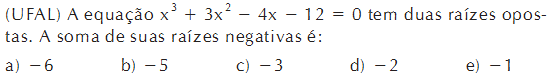 (UFAL) A equação x³ + 3x² − 4x − 12 = 0 tem duas raízes opos-
tas. A soma de suas raízes negativas é:
a) −6 b) −5 c) −3 d) −2 e) −1